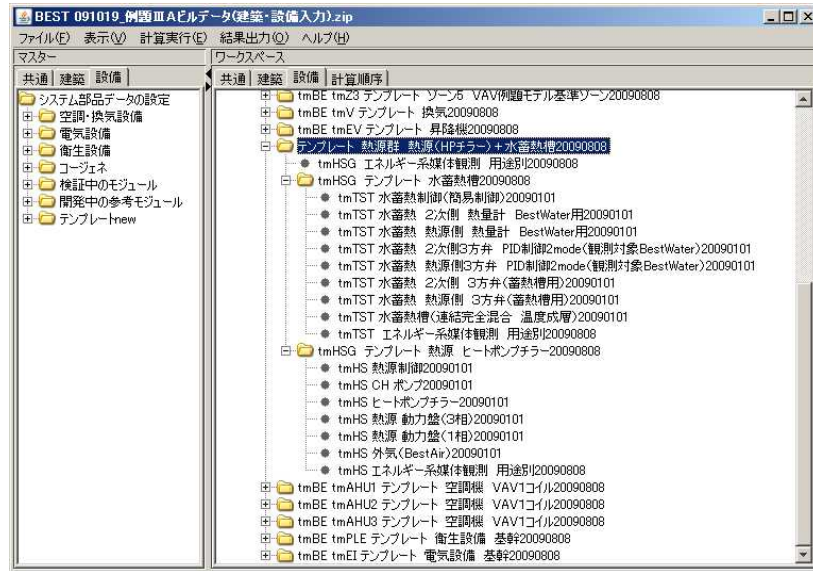 BEST 091019_例題ⅢAビルデータ(建築・設備入力).zip
ファイル(F) 表示(V) 計算実行(E) 結果出力(O) ヘルプ(H)
マスター
共通 建築 設備
システム部品データの設定
空調・換気設備
電気設備
衛生設備
コージェネ
検証中のモジュール
開発中の参考モジュール
テンプレートnew
ワークスペース
共通 建築 設備 計算順序
tmBE tmZ3 テンプレート ゾーン5 VAV例題モデル基準ゾーン20090808
tmBE tmV テンプレート 換気20090808
tmBE tmEV テンプレート 昇降機20090808
テンプレート 熱源群 熱源(HPチラー)+水蓄熱槽20090808
tmHSG エネルギー系媒体観測 用途別20090808
tmHSG テンプレート 水蓄熱槽20090808
tmTST 水蓄熱制御(簡易制御)20090101
tmTST 水蓄熱 2次側 熱量計 BestWater用20090101
tmTST 水蓄熱 熱源側 熱量計 BestWater用20090101
tmTST 水蓄熱 2次側3方弁 PID制御2mode(観測対象BestWater)20090101
tmTST 水蓄熱 熱源側3方弁 PID制御2mode(観測対象BestWater)20090101
tmTST 水蓄熱 2次側 3方弁(蓄熱槽用)20090101
tmTST 水蓄熱 熱源側 3方弁(蓄熱槽用)20090101
tmTST 水蓄熱槽(連結完全混合 温度成層)20090101
tmTST エネルギー系媒体観測 用途別20090808
tmHSG テンプレート 熱源 ヒートポンプチラー20090808
tmHS 熱源制御20090101
tmHS CH ポンプ20090101
tmHS ヒートポンプチラー20090101
tmHS 熱源 動力盤(3相)20090101
tmHS 熱源 動力盤(1相)20090101
tmHS 外気(BestAir)20090101
tmHS エネルギー系媒体観測 用途別20090808
tmBE tmAHU1 テンプレート 空調機 VAV1コイル20090808
tmBE tmAHU2 テンプレート 空調機 VAV1コイル20090808
tmBE tmAHU3 テンプレート 空調機 VAV1コイル20090808
tmBE tmPLE テンプレート 衛生設備 基幹20090808
tmBE tmEI テンプレート 電気設備 基幹20090808